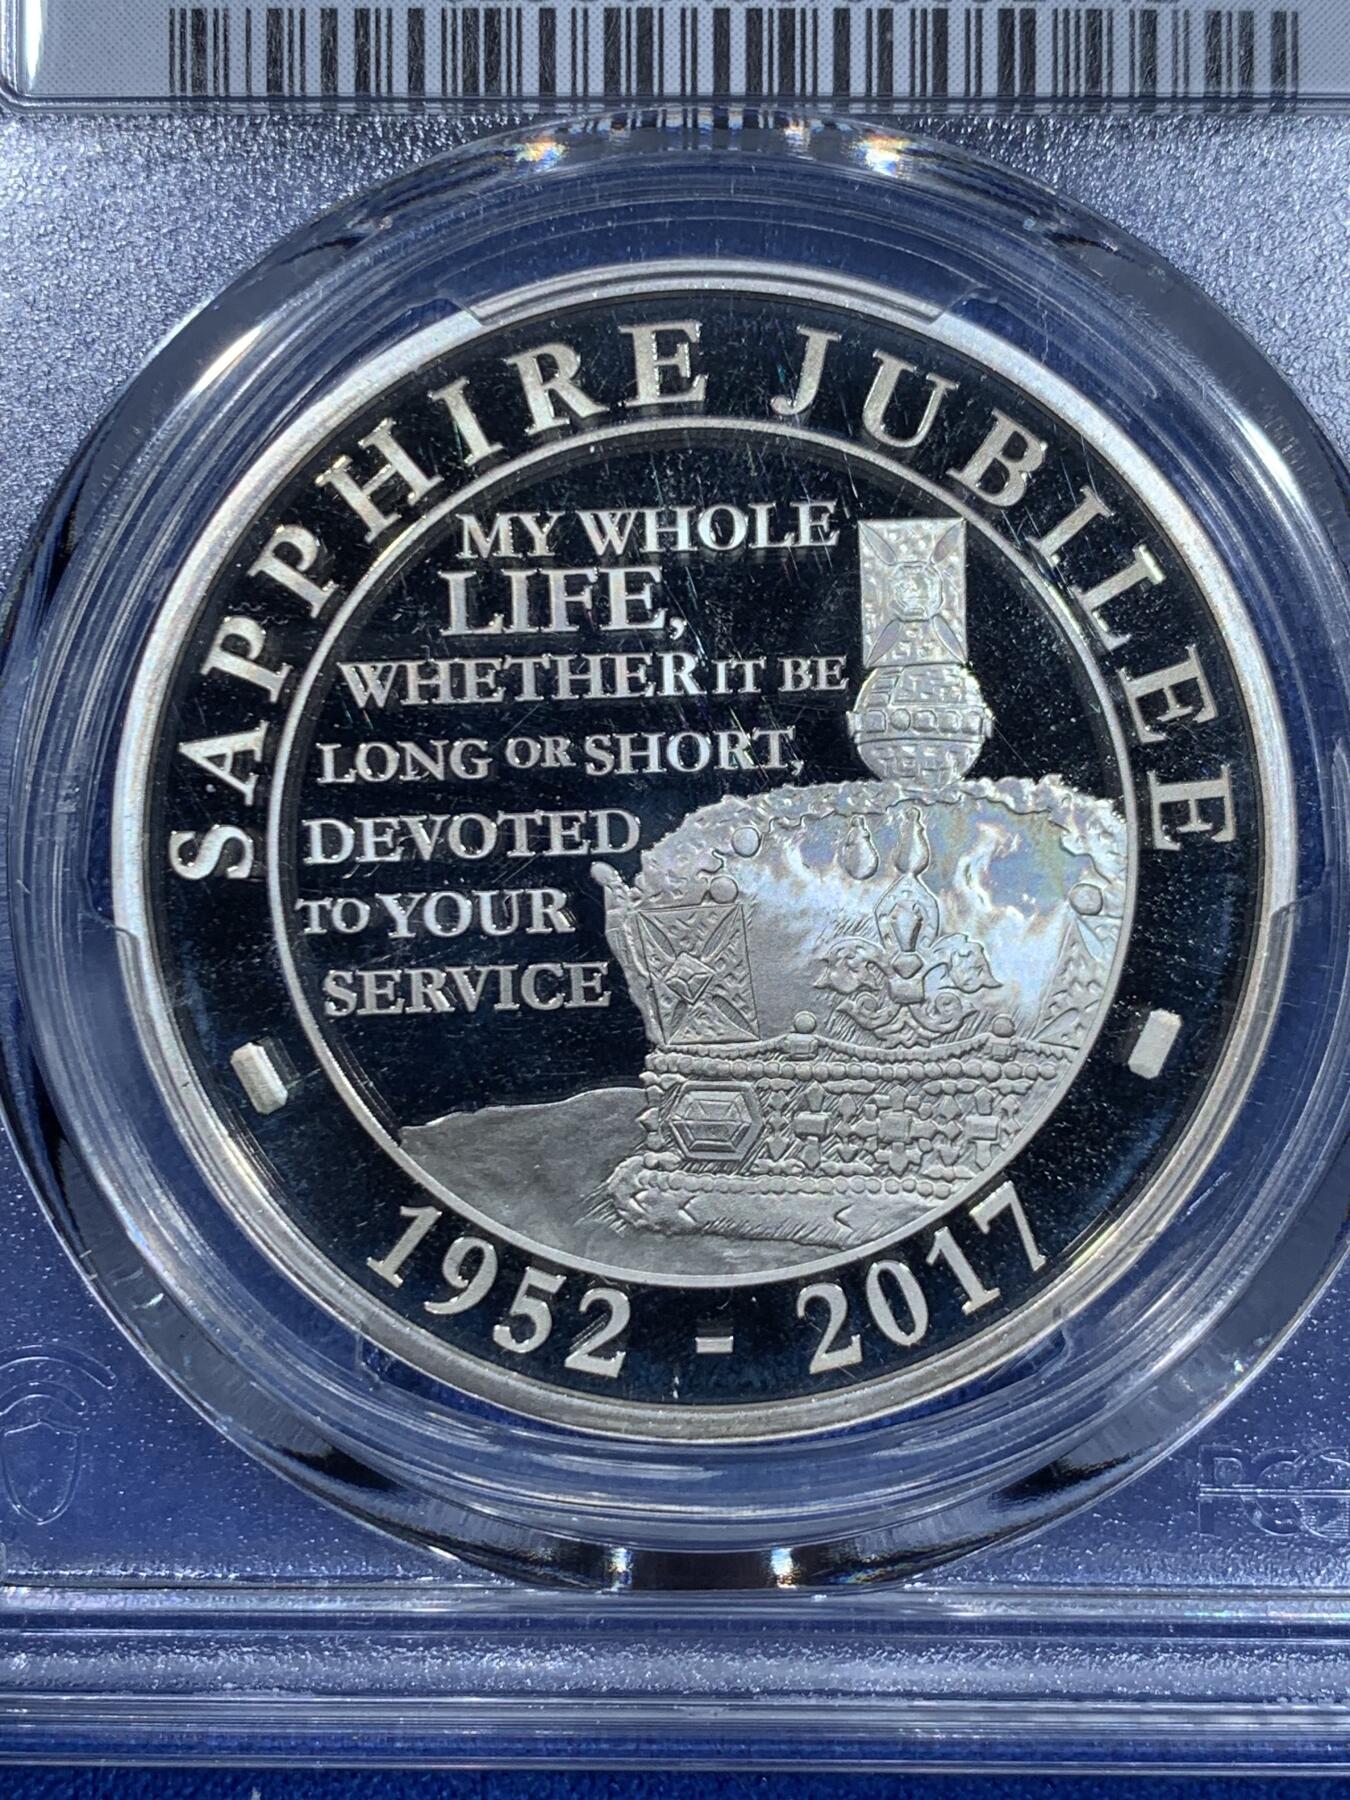 SAPPHIRE JUBILEE
MY WHOLE
LIFE,
WHETHER IT BE
LONG OR SHORT,
DEVOTED
TO YOUR
SERVICE
1952 - 2017